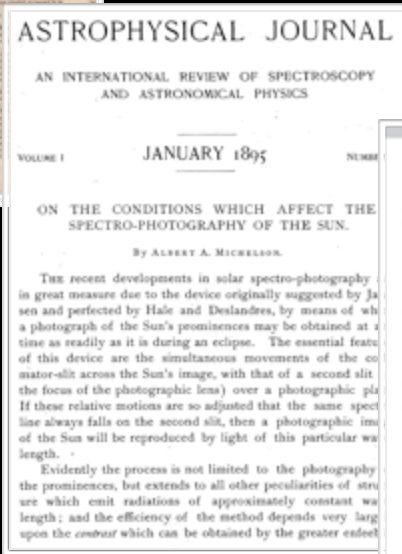 ASTROPHYSICAL JOURNAL
AN INTERNATIONAL REVIEW OF SPECTROSCOPY
AND ASTRONOMICAL PHYSICS
VOLUME I JANUARY 1895 NUMBE
ON THE CONDITIONS WHICH AFFECT THE
SPECTRO-PHOTOGRAPHY OF THE SUN.
By ALBERT A. MICHELSON.
THE recent developments in solar spectro-photography
in great measure due to the device originally suggested by Ja
sen and perfected by Hale and Deslandres, by means of wh
a photograph of the Sun's prominences may be obtained at a
time as readily as it is during an eclipse. The essential featu
of this device are the simultaneous movements of the co
mator-slit across the Sun's image, with that of a second slit
the focus of the photographic lens) over a photographic pla
If these relative motions are so adjusted that the same spect
line always falls on the second slit, then a photographic ima
of the Sun will be reproduced by light of this particular wa
length.
Evidently the process is not limited to the photography
the prominences, but extends to all other peculiarities of stru
ure which emit radiations of approximately constant wa
length; and the efficiency of the method depends very larg
upon the contrast which can be obtained by the greater enfeeb